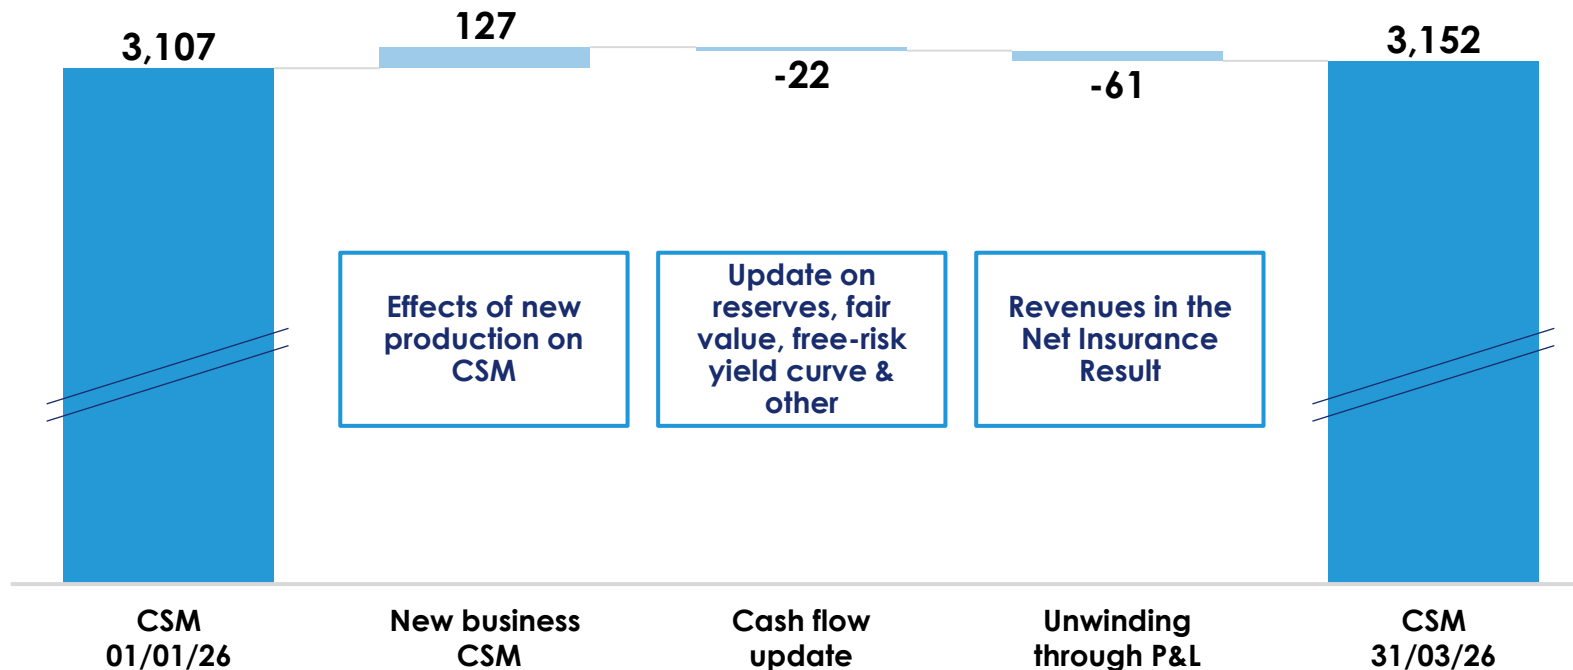 3,107
127
-22
-61
3,152
Effects of new
production on
CSM
Update on
reserves, fair
value, free-risk
yield curve &
other
Revenues in the
Net Insurance
Result
CSM
01/01/26
New business
CSM
Cash flow
update
Unwinding
through P&L
CSM
31/03/26